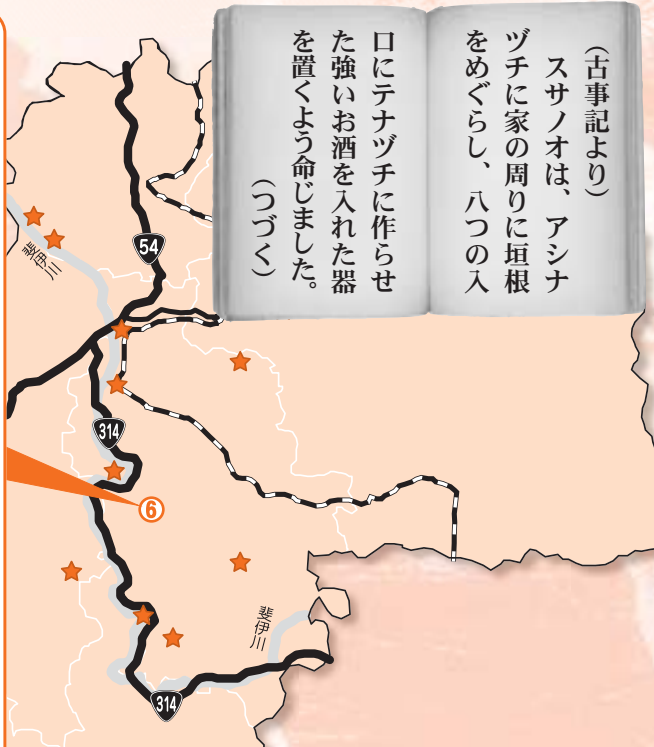 (古事記より)
スサノオは、アシナ
ヅチに家の周りに垣根
をめぐらし、八つの入
口にテナヅチに作らせ
た強いお酒を入れた器
を置くよう命じました。
(つづく)
54
斐伊川
314
⑥
斐伊川
314